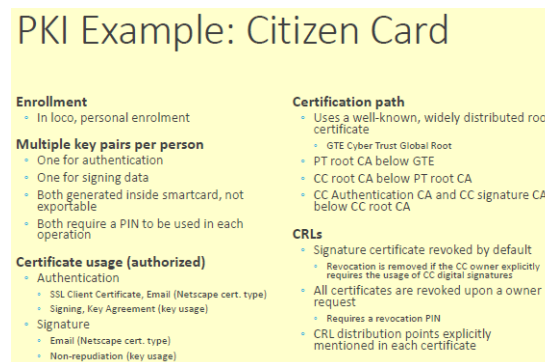 PKI Example: Citizen Card
Enrollment
In loco, personal enrolment
Multiple key pairs per person
One for authentication
One for signing data
Both generated inside smartcard, not
exportable
Both require a PIN to be used in each
operation
Certificate usage (authorized)
Authentication
SSL Client Certificate, Email (Netscape cert. type)
Signing, Key Agreement (key usage)
Signature
Email (Netscape cert. type)
Non-repudiation (key usage)
Certification path
Uses a well-known, widely distributed roo
certificate
GTE Cyber Trust Global Root
PT root CA below GTE
CC root CA below PT root CA
CC Authentication CA and CC signature CA
below CC root CA
CRLs
Signature certificate revoked by default
Revocation is removed if the CC owner explicitly
requires the usage of CC digital signatures
All certificates are revoked upon a owner
request
Requires a revocation PIN
CRL distribution points explicitly
mentioned in each certificate